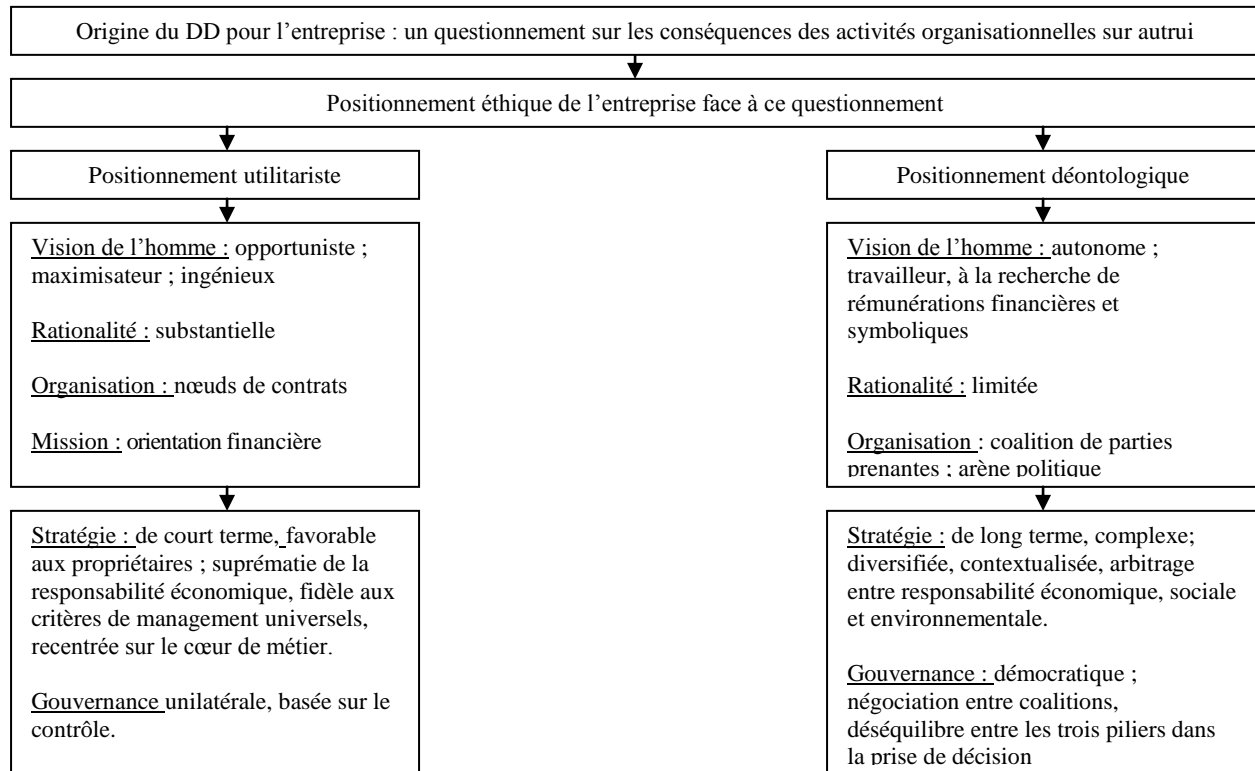 Origine du DD pour l’entreprise : un questionnement sur les conséquences des activités organisationnelles sur autrui
Positionnement éthique de l’entreprise face à ce questionnement
Positionnement utilitariste
Vision de l’homme : opportuniste ;
maximisateur ; ingénieux
Rationalité : substantielle
Organisation : nœuds de contrats
Mission : orientation financière
Stratégie : de court terme, favorable
aux propriétaires ; suprématie de la
responsabilité économique, fidèle aux
critères de management universels,
recentrée sur le cœur de métier.
Gouvernance unilatérale, basée sur le
contrôle.
Positionnement déontologique
Vision de l’homme : autonome ;
travailleur, à la recherche de
rémunérations financières et
symboliques
Rationalité : limitée
Organisation : coalition de parties
prenantes ; arène politique
Stratégie : de long terme, complexe;
diversifiée, contextualisée, arbitrage
entre responsabilité économique, sociale
et environnementale.
Gouvernance : démocratique ;
négociation entre coalitions,
déséquilibre entre les trois piliers dans
la prise de décision